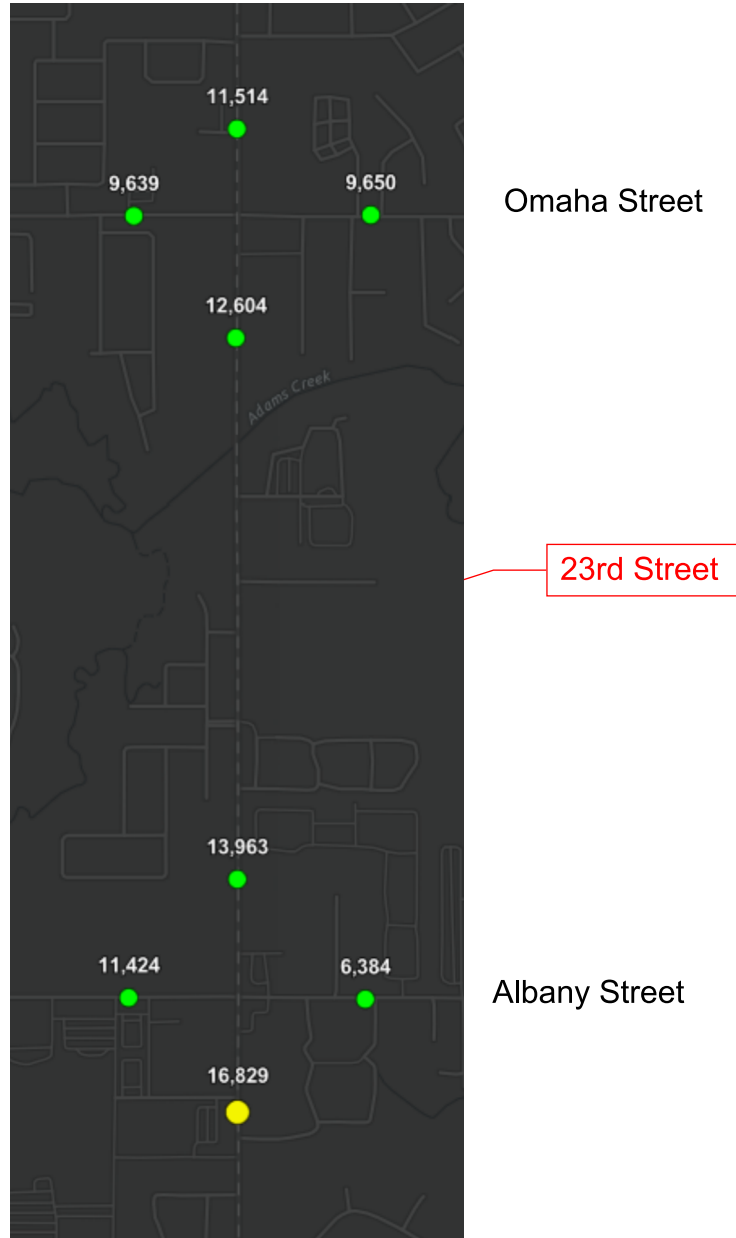 11,514
9,639
9,650
Omaha Street
12,604
Adams Creek
23rd Street
13,963
11,424
6,384
Albany Street
16,829